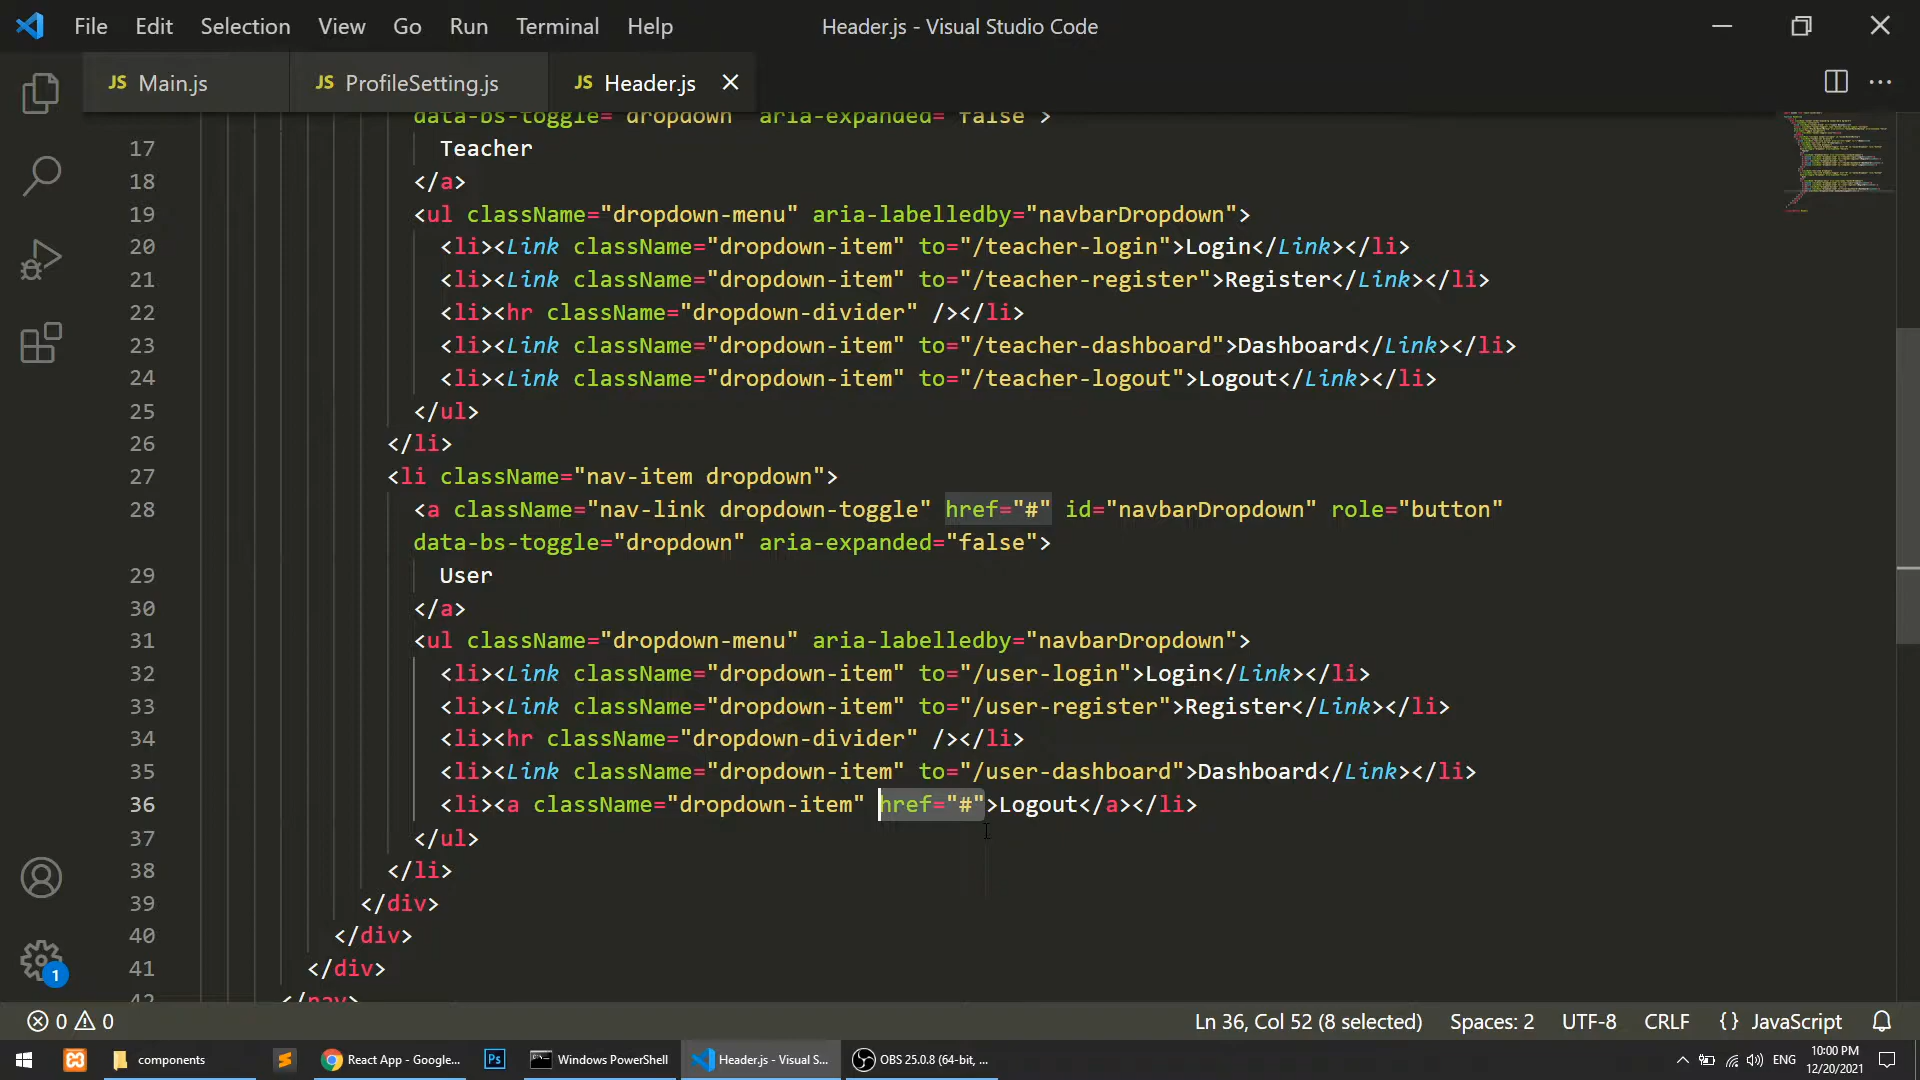 File Edit Selection View Go Run Terminal Help Header.js - Visual Studio Code
JS Main.js JS ProfileSetting.js JS Header.js
data-bs-toggle="dropdown" aria-expanded="false">
17 Teacher
18 </a>
19 <ul className="dropdown-menu" aria-labelledby="navbarDropdown">
20 <li><Link className="dropdown-item" to="/teacher-login">Login</Link></li>
21 <li><Link className="dropdown-item" to="/teacher-register">Register</Link></li>
22 <li><hr className="dropdown-divider" /></li>
23 <li><Link className="dropdown-item" to="/teacher-dashboard">Dashboard</Link></li>
24 <li><Link className="dropdown-item" to="/teacher-logout">Logout</Link></li>
25 </ul>
26 </li>
27 <li className="nav-item dropdown">
28 <a className="nav-link dropdown-toggle" href="#" id="navbarDropdown" role="button"
data-bs-toggle="dropdown" aria-expanded="false">
29 User
30 </a>
31 <ul className="dropdown-menu" aria-labelledby="navbarDropdown">
32 <li><Link className="dropdown-item" to="/user-login">Login</Link></li>
33 <li><Link className="dropdown-item" to="/user-register">Register</Link></li>
34 <li><hr className="dropdown-divider" /></li>
35 <li><Link className="dropdown-item" to="/user-dashboard">Dashboard</Link></li>
36 <li><a className="dropdown-item" href="#">Logout</a></li>
37 </ul>
38 </li>
39 </div>
40 </div>
41 </div>
42 </nav>
1
0 0 Ln 36, Col 52 (8 selected) Spaces: 2 UTF-8 CRLF {} JavaScript
components React App - Google... Ps Windows PowerShell Header.js - Visual S... OBS 25.0.8 (64-bit, ... ENG 10:00 PM
12/20/2021